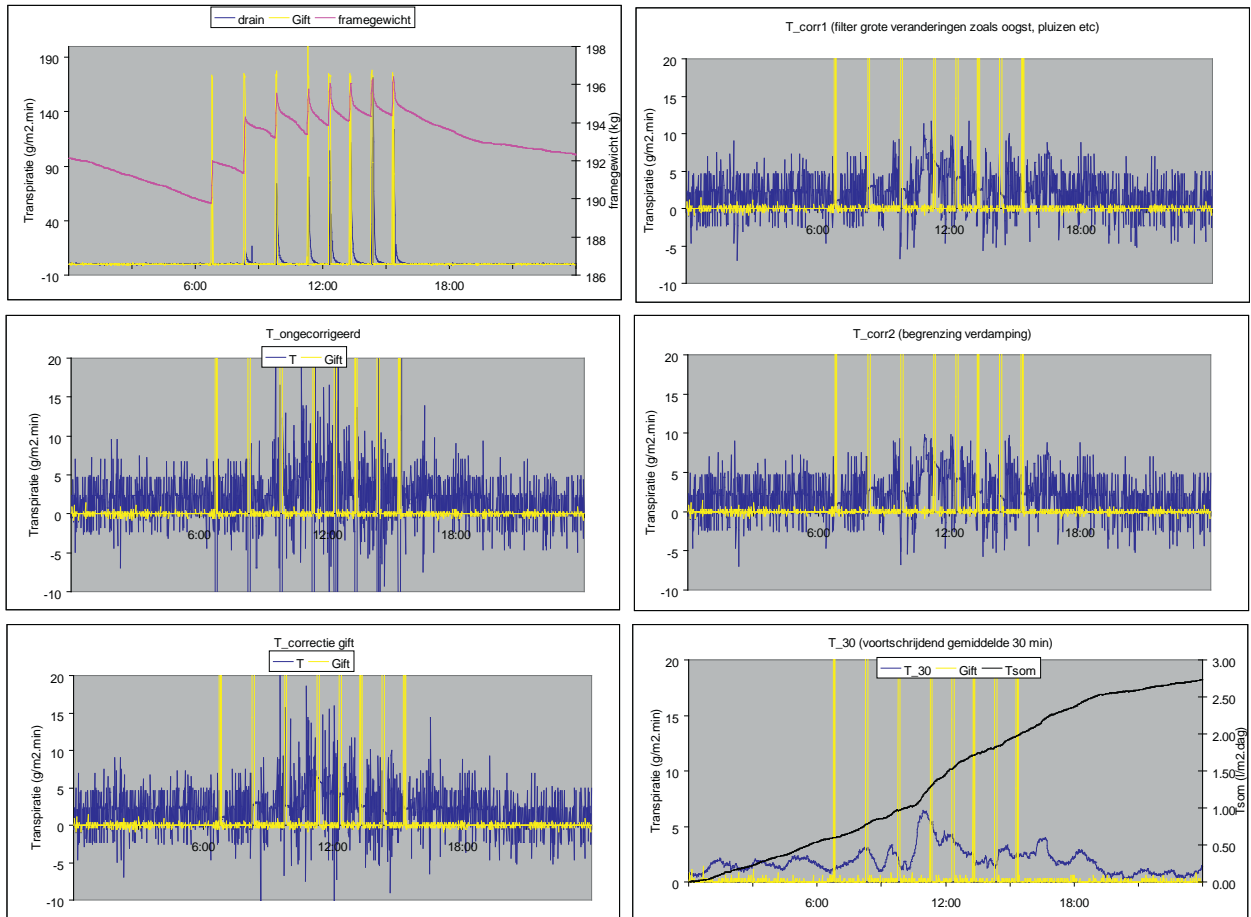 drain Gift framegewicht
190
140
90
40
-10
198
196
194
192
190
188
186
Transpiratie (g/m2.min)
framegewicht (kg)
6:00 12:00 18:00
T_corr1 (filter grote veranderingen zoals oogst, pluizen etc)
20
15
10
5
0
-5
-10
Transpiratie (g/m2.min)
6:00 12:00 18:00
T_ongecorrigeerd
T Gift
20
15
10
5
0
-5
-10
Transpiratie (g/m2.min)
6:00 12:00 18:00
T_corr2 (begrenzing verdamping)
20
15
10
5
0
-5
-10
Transpiratie (g/m2.min)
6:00 12:00 18:00
T_correctie gift
T Gift
20
15
10
5
0
-5
-10
Transpiratie (g/m2.min)
6:00 12:00 18:00
T_30 (voortschrijdend gemiddelde 30 min)
T_30 Gift Tsom
20
15
10
5
0
3.00
2.50
2.00
1.50
1.00
0.50
0.00
Transpiratie (g/m2.min)
Tsom (l/m2.dag)
6:00 12:00 18:00